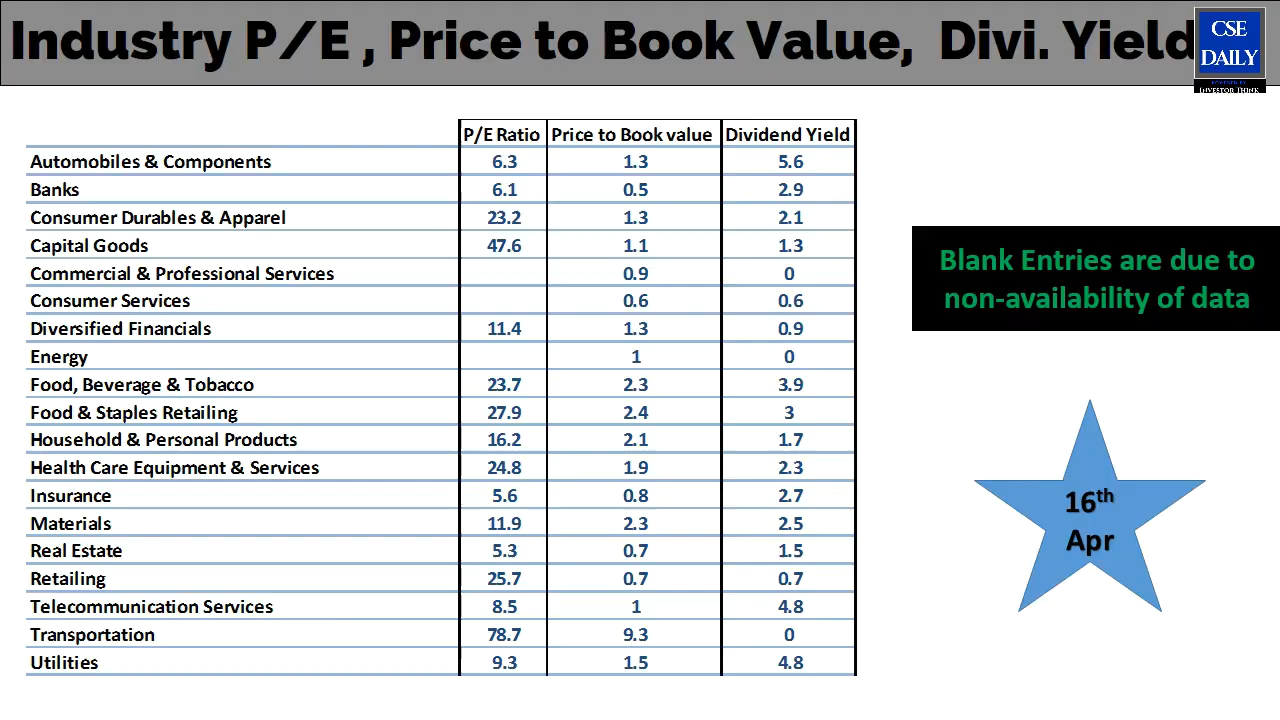 Industry P/E , Price to Book Value, Divi. Yield
CSE
DAILY
POWERED BY
INVESTOR THINK
P/E Ratio Price to Book value Dividend Yield
Automobiles & Components 6.3 1.3 5.6
Banks 6.1 0.5 2.9
Consumer Durables & Apparel 23.2 1.3 2.1
Capital Goods 47.6 1.1 1.3
Commercial & Professional Services 0.9 0
Consumer Services 0.6 0.6
Diversified Financials 11.4 1.3 0.9
Energy 1 0
Food, Beverage & Tobacco 23.7 2.3 3.9
Food & Staples Retailing 27.9 2.4 3
Household & Personal Products 16.2 2.1 1.7
Health Care Equipment & Services 24.8 1.9 2.3
Insurance 5.6 0.8 2.7
Materials 11.9 2.3 2.5
Real Estate 5.3 0.7 1.5
Retailing 25.7 0.7 0.7
Telecommunication Services 8.5 1 4.8
Transportation 78.7 9.3 0
Utilities 9.3 1.5 4.8
Blank Entries are due to
non-availability of data
16th
Apr